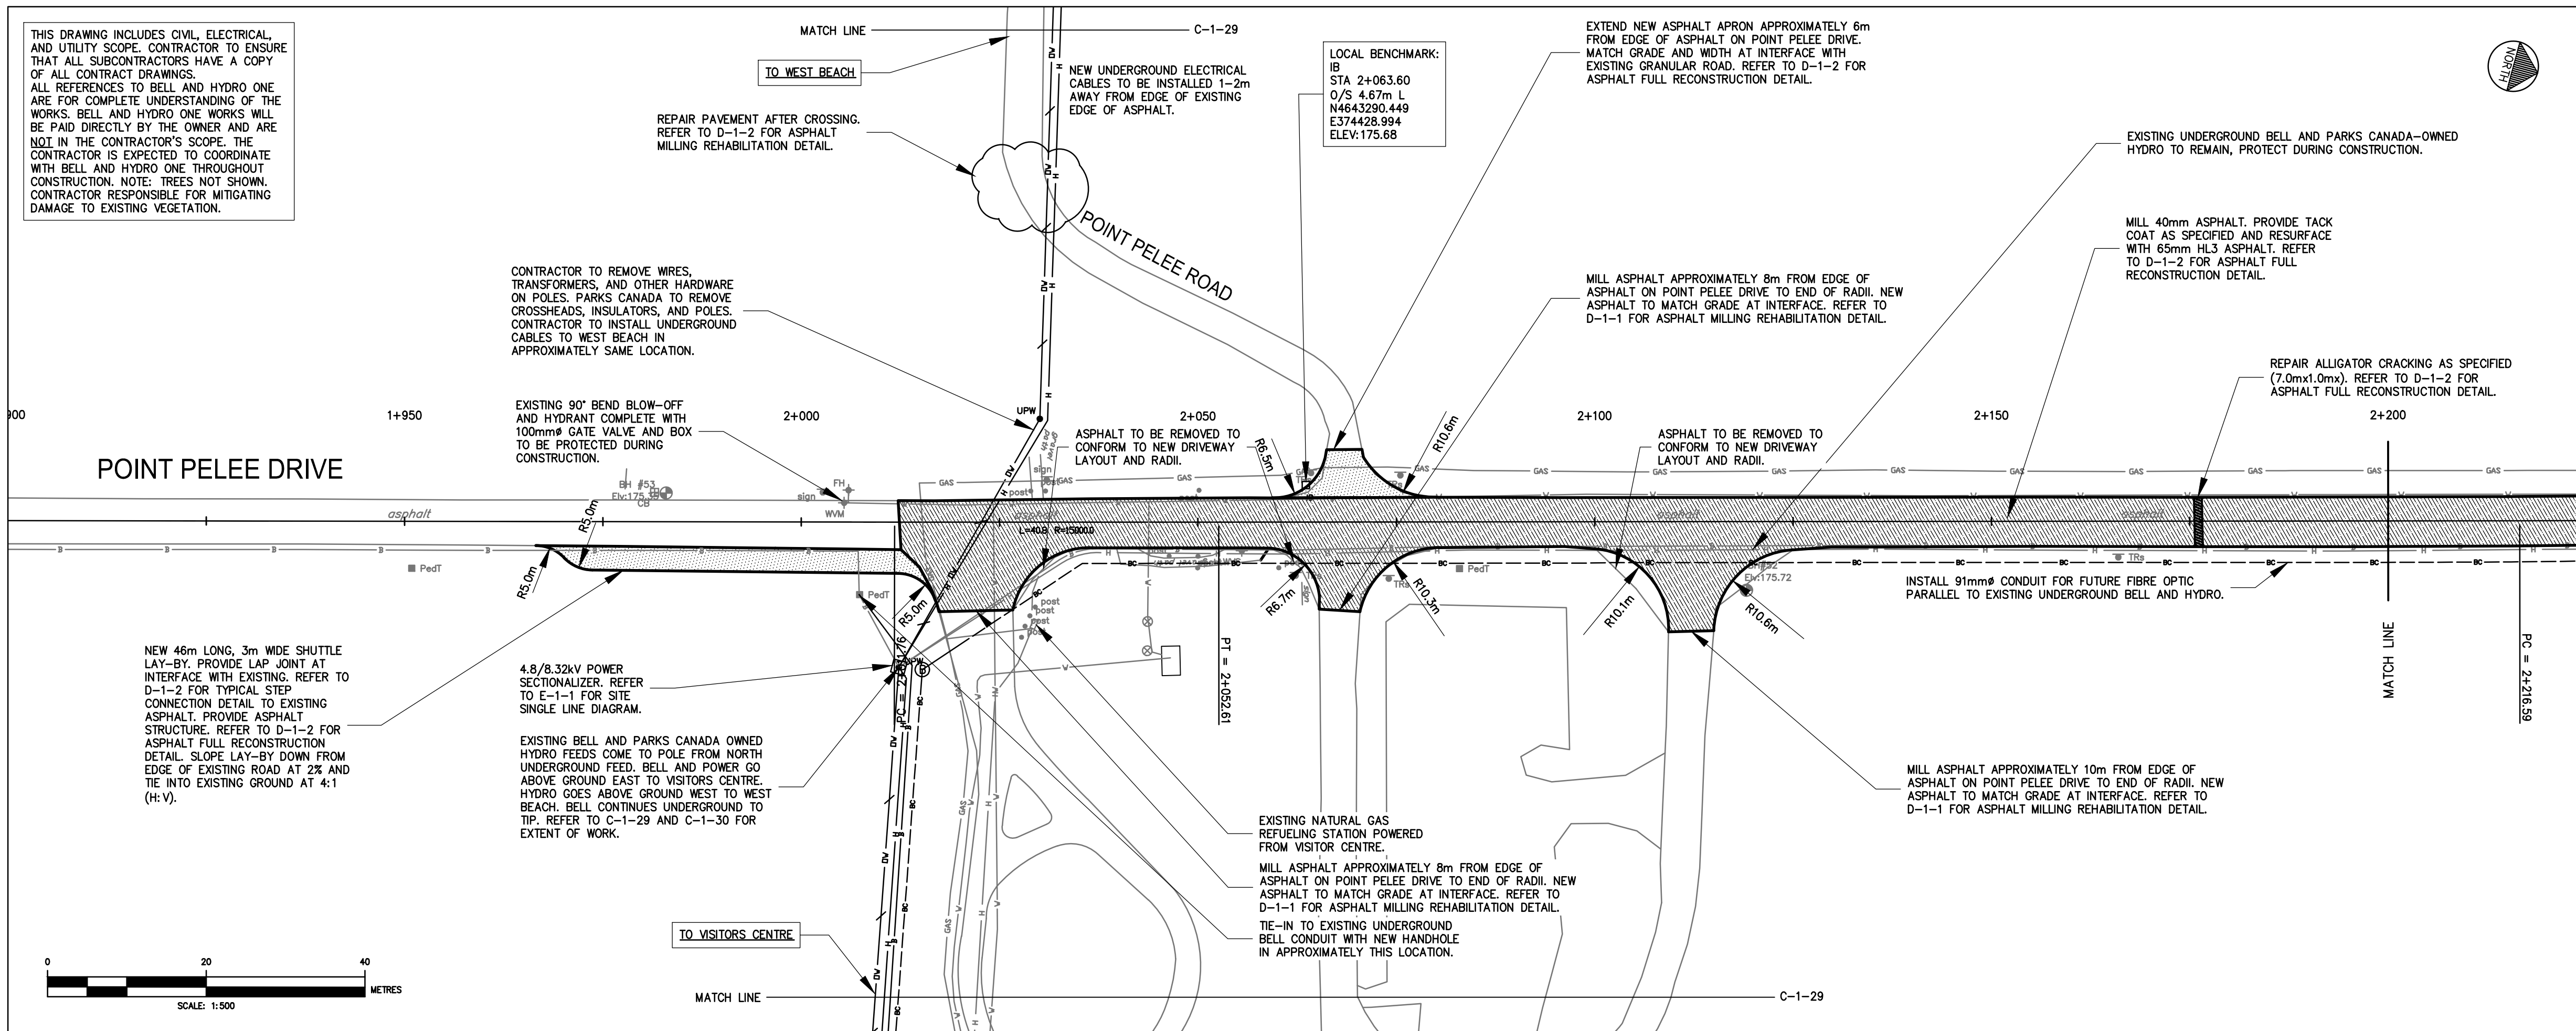 THIS DRAWING INCLUDES CIVIL, ELECTRICAL,
AND UTILITY SCOPE. CONTRACTOR TO ENSURE
THAT ALL SUBCONTRACTORS HAVE A COPY
OF ALL CONTRACT DRAWINGS.
ALL REFERENCES TO BELL AND HYDRO ONE
ARE FOR COMPLETE UNDERSTANDING OF THE
WORKS. BELL AND HYDRO ONE WORKS WILL
BE PAID DIRECTLY BY THE OWNER AND ARE
NOT IN THE CONTRACTOR'S SCOPE. THE
CONTRACTOR IS EXPECTED TO COORDINATE
WITH BELL AND HYDRO ONE THROUGHOUT
CONSTRUCTION. NOTE: TREES NOT SHOWN.
CONTRACTOR RESPONSIBLE FOR MITIGATING
DAMAGE TO EXISTING VEGETATION.
MATCH LINE
C-1-29
TO WEST BEACH
NEW UNDERGROUND ELECTRICAL
CABLES TO BE INSTALLED 1-2m
AWAY FROM EDGE OF EXISTING
EDGE OF ASPHALT.
REPAIR PAVEMENT AFTER CROSSING.
REFER TO D-1-2 FOR ASPHALT
MILLING REHABILITATION DETAIL.
LOCAL BENCHMARK:
IB
STA 2+063.60
O/S 4.67m L
N4643290.449
E374428.994
ELEV:175.68
EXTEND NEW ASPHALT APRON APPROXIMATELY 6m
FROM EDGE OF ASPHALT ON POINT PELEE DRIVE.
MATCH GRADE AND WIDTH AT INTERFACE WITH
EXISTING GRANULAR ROAD. REFER TO D-1-2 FOR
ASPHALT FULL RECONSTRUCTION DETAIL.
NORTH
EXISTING UNDERGROUND BELL AND PARKS CANADA-OWNED
HYDRO TO REMAIN, PROTECT DURING CONSTRUCTION.
MILL 40mm ASPHALT. PROVIDE TACK
COAT AS SPECIFIED AND RESURFACE
WITH 65mm HL3 ASPHALT. REFER
TO D-1-2 FOR ASPHALT FULL
RECONSTRUCTION DETAIL.
POINT PELEE ROAD
CONTRACTOR TO REMOVE WIRES,
TRANSFORMERS, AND OTHER HARDWARE
ON POLES. PARKS CANADA TO REMOVE
CROSSHEADS, INSULATORS, AND POLES.
CONTRACTOR TO INSTALL UNDERGROUND
CABLES TO WEST BEACH IN
APPROXIMATELY SAME LOCATION.
MILL ASPHALT APPROXIMATELY 8m FROM EDGE OF
ASPHALT ON POINT PELEE DRIVE TO END OF RADII. NEW
ASPHALT TO MATCH GRADE AT INTERFACE. REFER TO
D-1-1 FOR ASPHALT MILLING REHABILITATION DETAIL.
REPAIR ALLIGATOR CRACKING AS SPECIFIED
(7.0mx1.0mx). REFER TO D-1-2 FOR
ASPHALT FULL RECONSTRUCTION DETAIL.
EXISTING 90° BEND BLOW-OFF
AND HYDRANT COMPLETE WITH
100mmø GATE VALVE AND BOX
TO BE PROTECTED DURING
CONSTRUCTION.
900
1+950
2+000
2+050
2+100
2+150
2+200
UPW
ASPHALT TO BE REMOVED TO
CONFORM TO NEW DRIVEWAY
LAYOUT AND RADII.
R6.5m
R10.6m
ASPHALT TO BE REMOVED TO
CONFORM TO NEW DRIVEWAY
LAYOUT AND RADII.
POINT PELEE DRIVE
BH #53
CB
sign
FH
WVM
sign
post
GAS
TRs
asphalt
asphalt
asphalt
asphalt
L=40.9 R=15000.0
R5.0m
R5.0m
PedT
PedT
R5.0m
post
post
post
post
R6.7m
R10.3m
TRs
PedT
R10.1m
R10.6m
Elv:175.72
TRs
INSTALL 91mmø CONDUIT FOR FUTURE FIBRE OPTIC
PARALLEL TO EXISTING UNDERGROUND BELL AND HYDRO.
MATCH LINE
PC = 2+216.59
PT = 2+052.61
NEW 46m LONG, 3m WIDE SHUTTLE
LAY-BY. PROVIDE LAP JOINT AT
INTERFACE WITH EXISTING. REFER TO
D-1-2 FOR TYPICAL STEP
CONNECTION DETAIL TO EXISTING
ASPHALT. PROVIDE ASPHALT
STRUCTURE. REFER TO D-1-2 FOR
ASPHALT FULL RECONSTRUCTION
DETAIL. SLOPE LAY-BY DOWN FROM
EDGE OF EXISTING ROAD AT 2% AND
TIE INTO EXISTING GROUND AT 4:1
(H:V).
4.8/8.32kV POWER
SECTIONALIZER. REFER
TO E-1-1 FOR SITE
SINGLE LINE DIAGRAM.
EXISTING BELL AND PARKS CANADA OWNED
HYDRO FEEDS COME TO POLE FROM NORTH
UNDERGROUND FEED. BELL AND POWER GO
ABOVE GROUND EAST TO VISITORS CENTRE.
HYDRO GOES ABOVE GROUND WEST TO WEST
BEACH. BELL CONTINUES UNDERGROUND TO
TIP. REFER TO C-1-29 AND C-1-30 FOR
EXTENT OF WORK.
MILL ASPHALT APPROXIMATELY 10m FROM EDGE OF
ASPHALT ON POINT PELEE DRIVE TO END OF RADII. NEW
ASPHALT TO MATCH GRADE AT INTERFACE. REFER TO
D-1-1 FOR ASPHALT MILLING REHABILITATION DETAIL.
EXISTING NATURAL GAS
REFUELING STATION POWERED
FROM VISITOR CENTRE.
MILL ASPHALT APPROXIMATELY 8m FROM EDGE OF
ASPHALT ON POINT PELEE DRIVE TO END OF RADII. NEW
ASPHALT TO MATCH GRADE AT INTERFACE. REFER TO
D-1-1 FOR ASPHALT MILLING REHABILITATION DETAIL.
TIE-IN TO EXISTING UNDERGROUND
BELL CONDUIT WITH NEW HANDHOLE
IN APPROXIMATELY THIS LOCATION.
TO VISITORS CENTRE
MATCH LINE
C-1-29
0
20
40
METRES
SCALE: 1:500